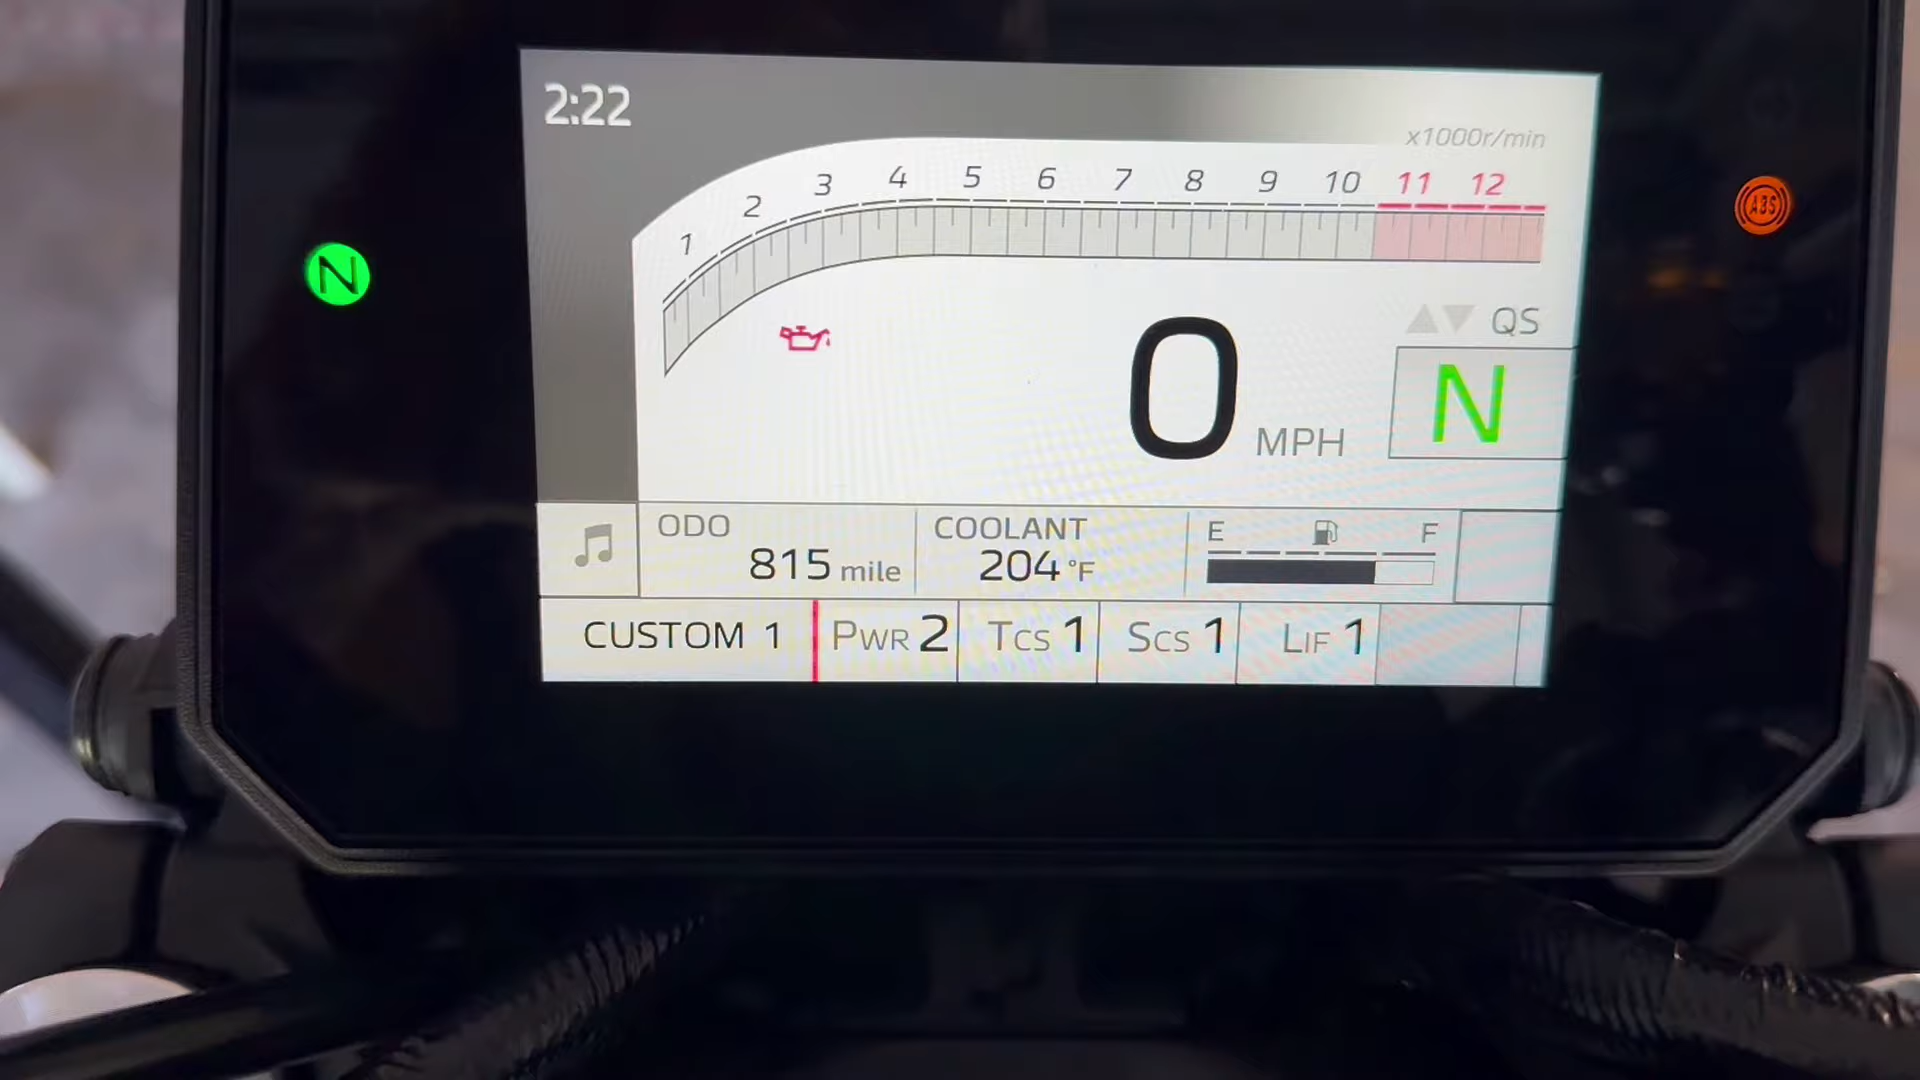 2:22
x1000r/min
1 2 3 4 5 6 7 8 9 10 11 12
N
ABS
QS
0 MPH
N
ODO
815 mile
COOLANT
204 °F
E F
CUSTOM 1
PWR 2
TCS 1
SCS 1
LIF 1